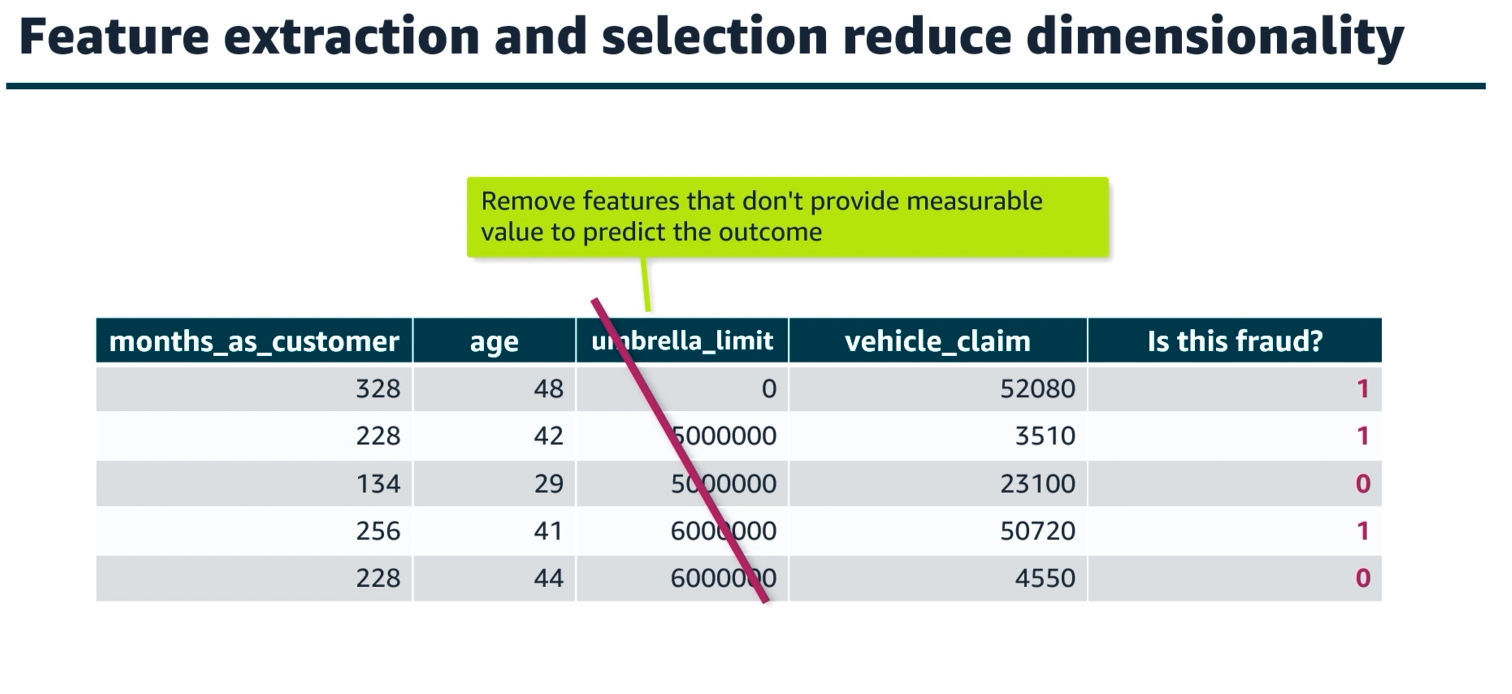 Feature extraction and selection reduce dimensionality
Remove features that don't provide measurable
value to predict the outcome
months_as_customer age umbrella_limit vehicle_claim Is this fraud?
328 48 0 52080 1
228 42 5000000 3510 1
134 29 5000000 23100 0
256 41 6000000 50720 1
228 44 6000000 4550 0